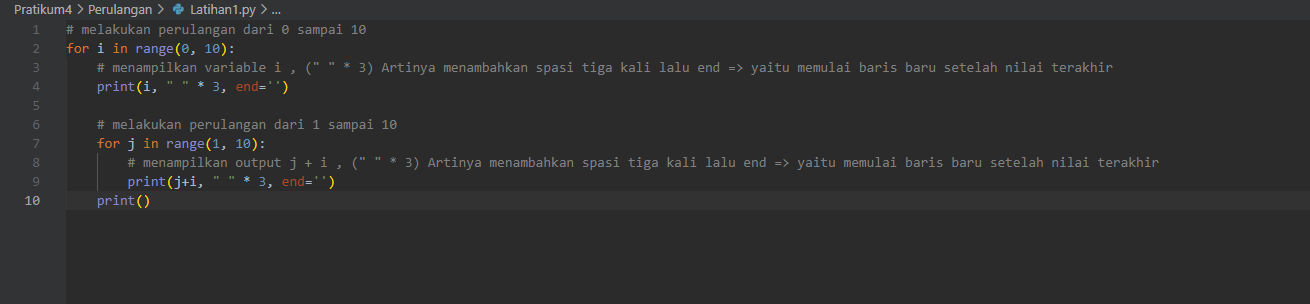 Pratikum4 > Perulangan > Latihan1.py > ...
1 # melakukan perulangan dari 0 sampai 10
2 for i in range(0, 10):
3     # menampilkan variable i , (" " * 3) Artinya menambahkan spasi tiga kali lalu end => yaitu memulai baris baru setelah nilai terakhir
4     print(i, " " * 3, end='')
5
6     # melakukan perulangan dari 1 sampai 10
7     for j in range(1, 10):
8         # menampilkan output j + i , (" " * 3) Artinya menambahkan spasi tiga kali lalu end => yaitu memulai baris baru setelah nilai terakhir
9         print(j+i, " " * 3, end='')
10     print()